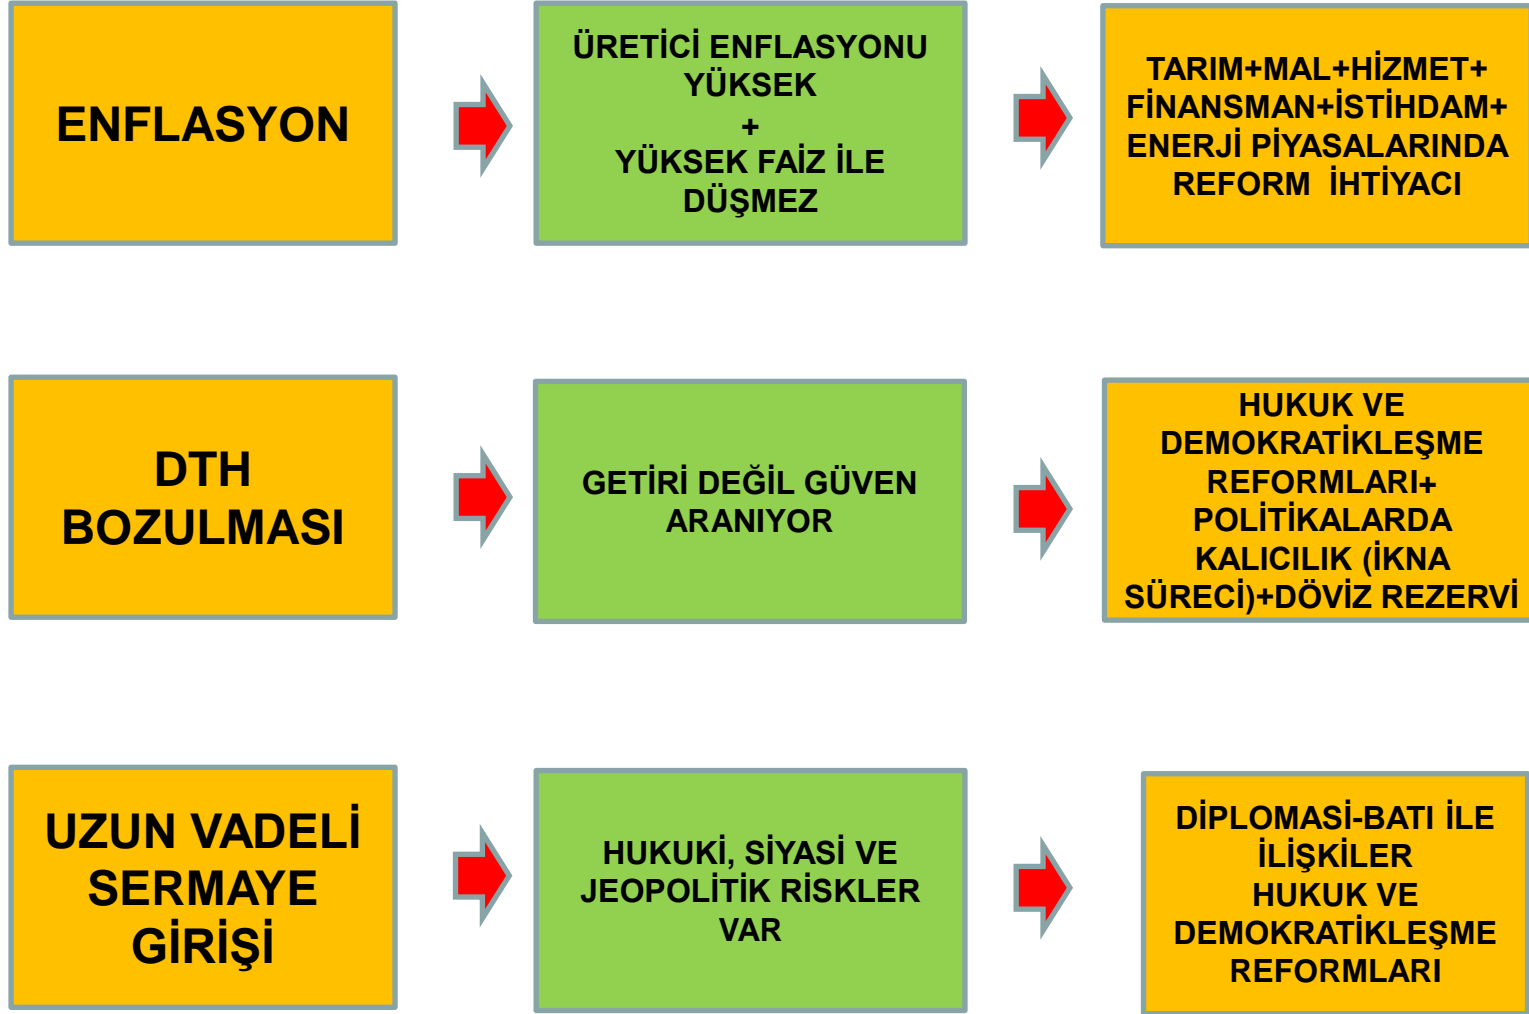 ENFLASYON
ÜRETİCİ ENFLASYONU
YÜKSEK
+
YÜKSEK FAİZ İLE
DÜŞMEZ
TARIM+MAL+HİZMET+
FİNANSMAN+İSTİHDAM+
ENERJİ PİYASALARINDA
REFORM İHTİYACI
DTH
BOZULMASI
GETİRİ DEĞİL GÜVEN
ARANIYOR
HUKUK VE
DEMOKRATİKLEŞME
REFORMLARI+
POLİTİKALARDA
KALICILIK (İKNA
SÜRECİ)+DÖVİZ REZERVİ
UZUN VADELİ
SERMAYE
GİRİŞİ
HUKUKİ, SİYASİ VE
JEOPOLİTİK RİSKLER
VAR
DİPLOMASİ-BATI İLE
İLİŞKİLER
HUKUK VE
DEMOKRATİKLEŞME
REFORMLARI